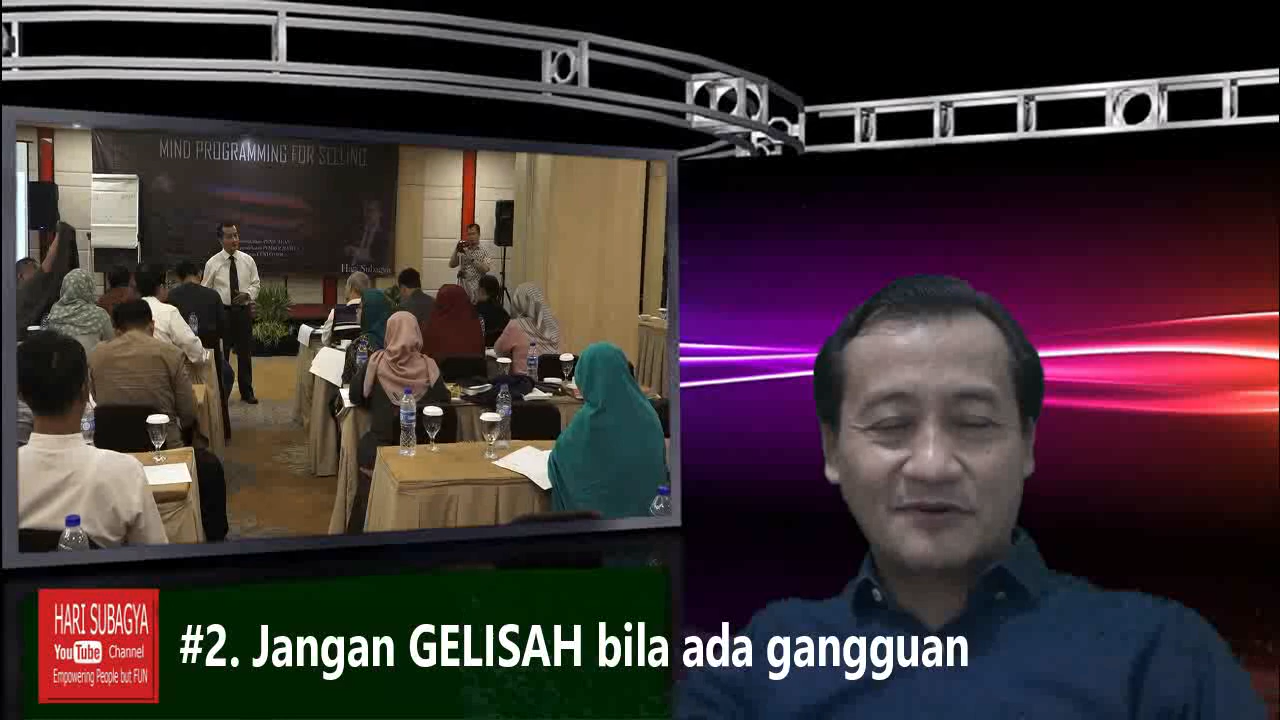 MIND PROGRAMMING FOR SELLING
Hari Subagya
HARI SUBAGYA
YouTube Channel
Empowering People but FUN
#2. Jangan GELISAH bila ada gangguan